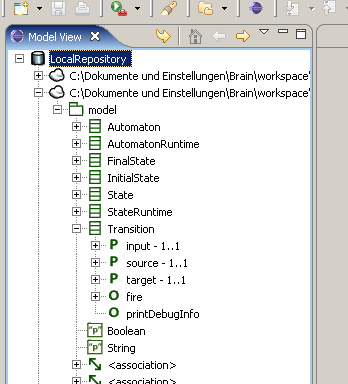 Model View
LocalRepository
C:\Dokumente und Einstellungen\Brain\workspace'
C:\Dokumente und Einstellungen\Brain\workspace'
model
Automaton
AutomatonRuntime
FinalState
InitialState
State
StateRuntime
Transition
P input - 1..1
P source - 1..1
P target - 1..1
O fire
O printDebugInfo
"p" Boolean
"p" String
<association>
<association>